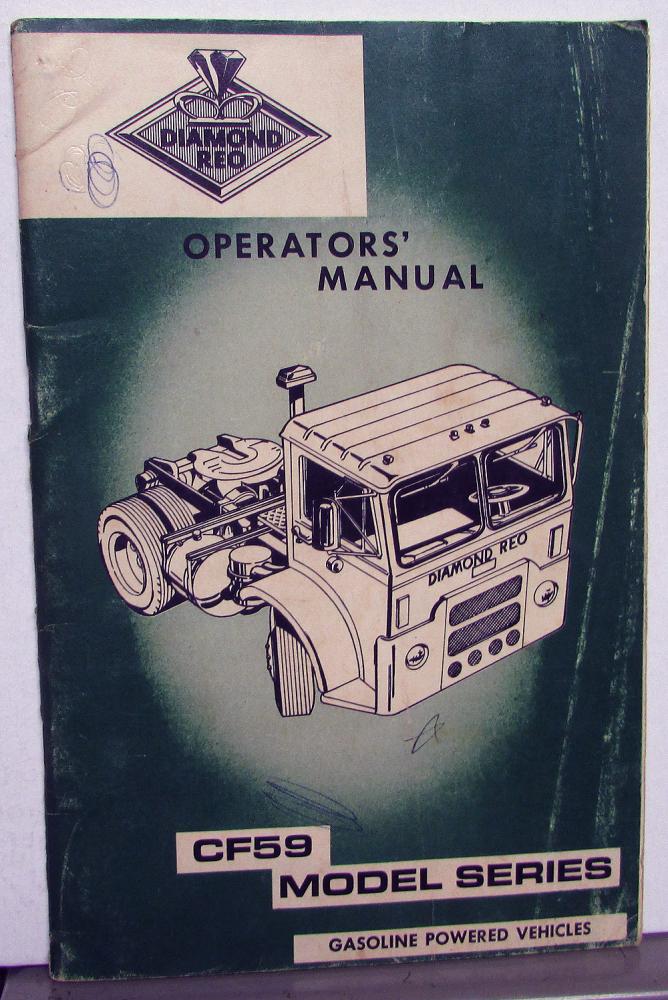 DIAMOND
REO
OPERATORS'
MANUAL
DIAMOND REO
CF59
MODEL SERIES
GASOLINE POWERED VEHICLES